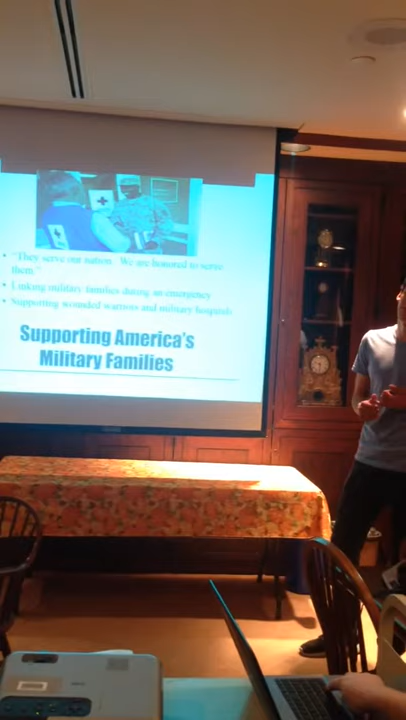 • "They serve our nation. We are honored to serve
them."
• Linking military families during an emergency
• Supporting wounded warriors and military hospitals
Supporting America's
Military Families